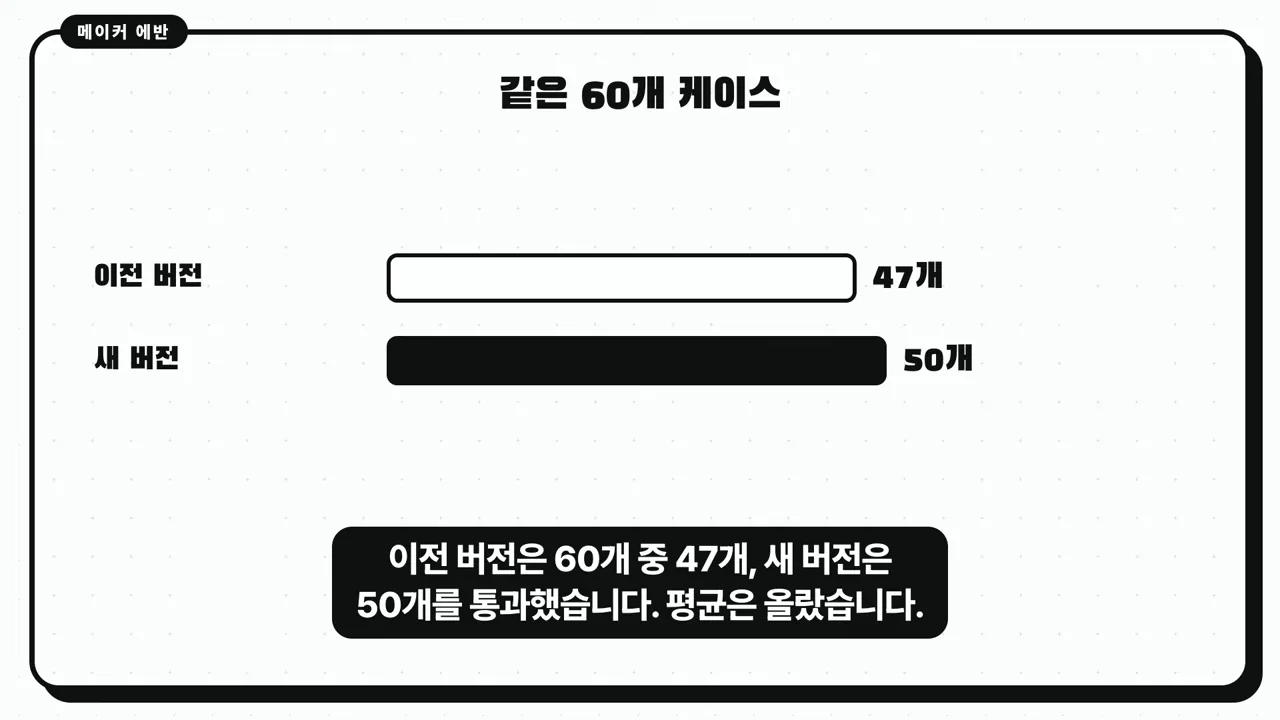 메이커 에반
같은 60개 케이스
이전 버전
47개
새 버전
50개
이전 버전은 60개 중 47개, 새 버전은
50개를 통과했습니다. 평균은 올랐습니다.